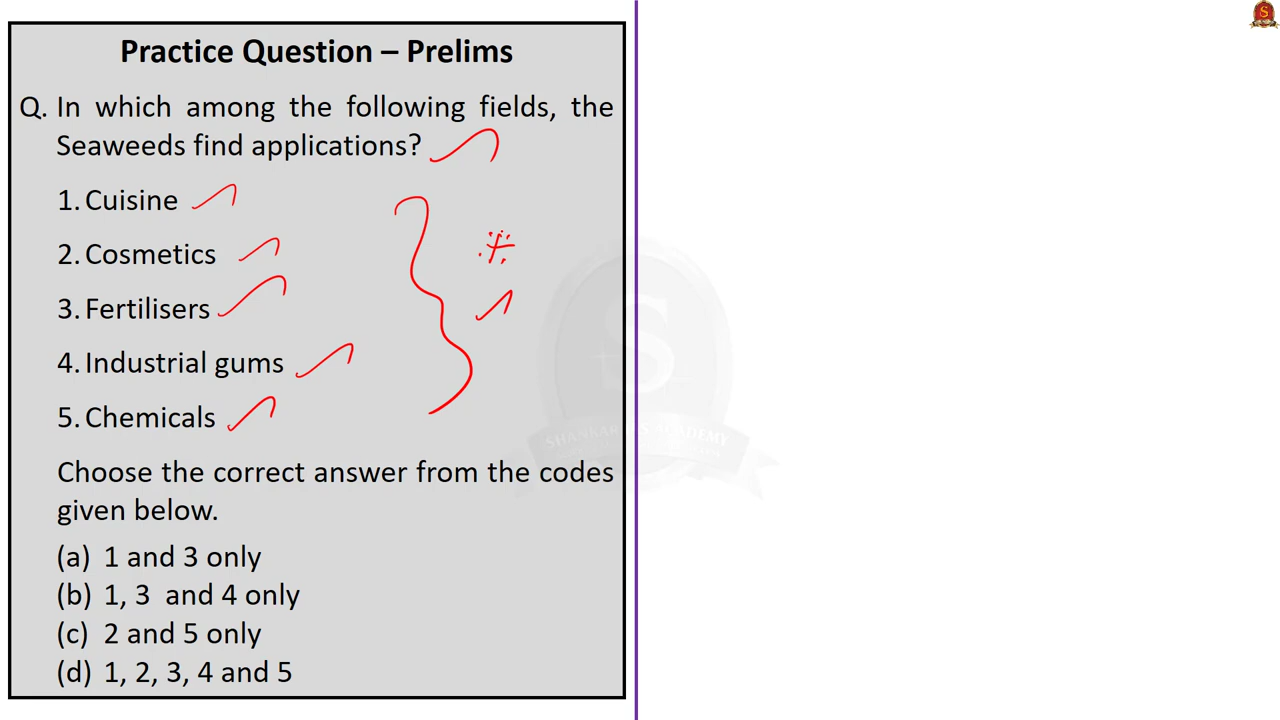 Practice Question – Prelims
Q. In which among the following fields, the
Seaweeds find applications?
1. Cuisine
2. Cosmetics
3. Fertilisers
4. Industrial gums
5. Chemicals
Choose the correct answer from the codes
given below.
(a) 1 and 3 only
(b) 1, 3 and 4 only
(c) 2 and 5 only
(d) 1, 2, 3, 4 and 5
S